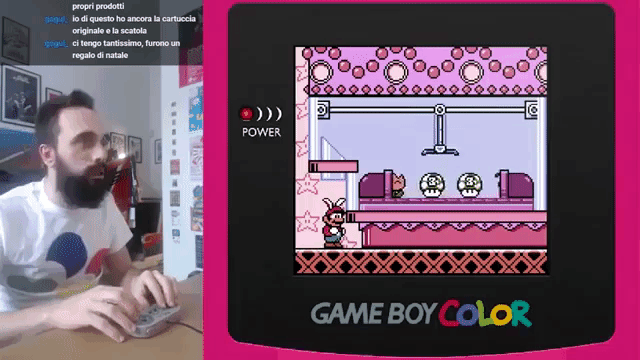 propri prodotti
io di questo ho ancora la cartuccia
originale e la scatola
ci tengo tantissimo, furono un
regalo di natale
POWER
GAME BOY COLOR